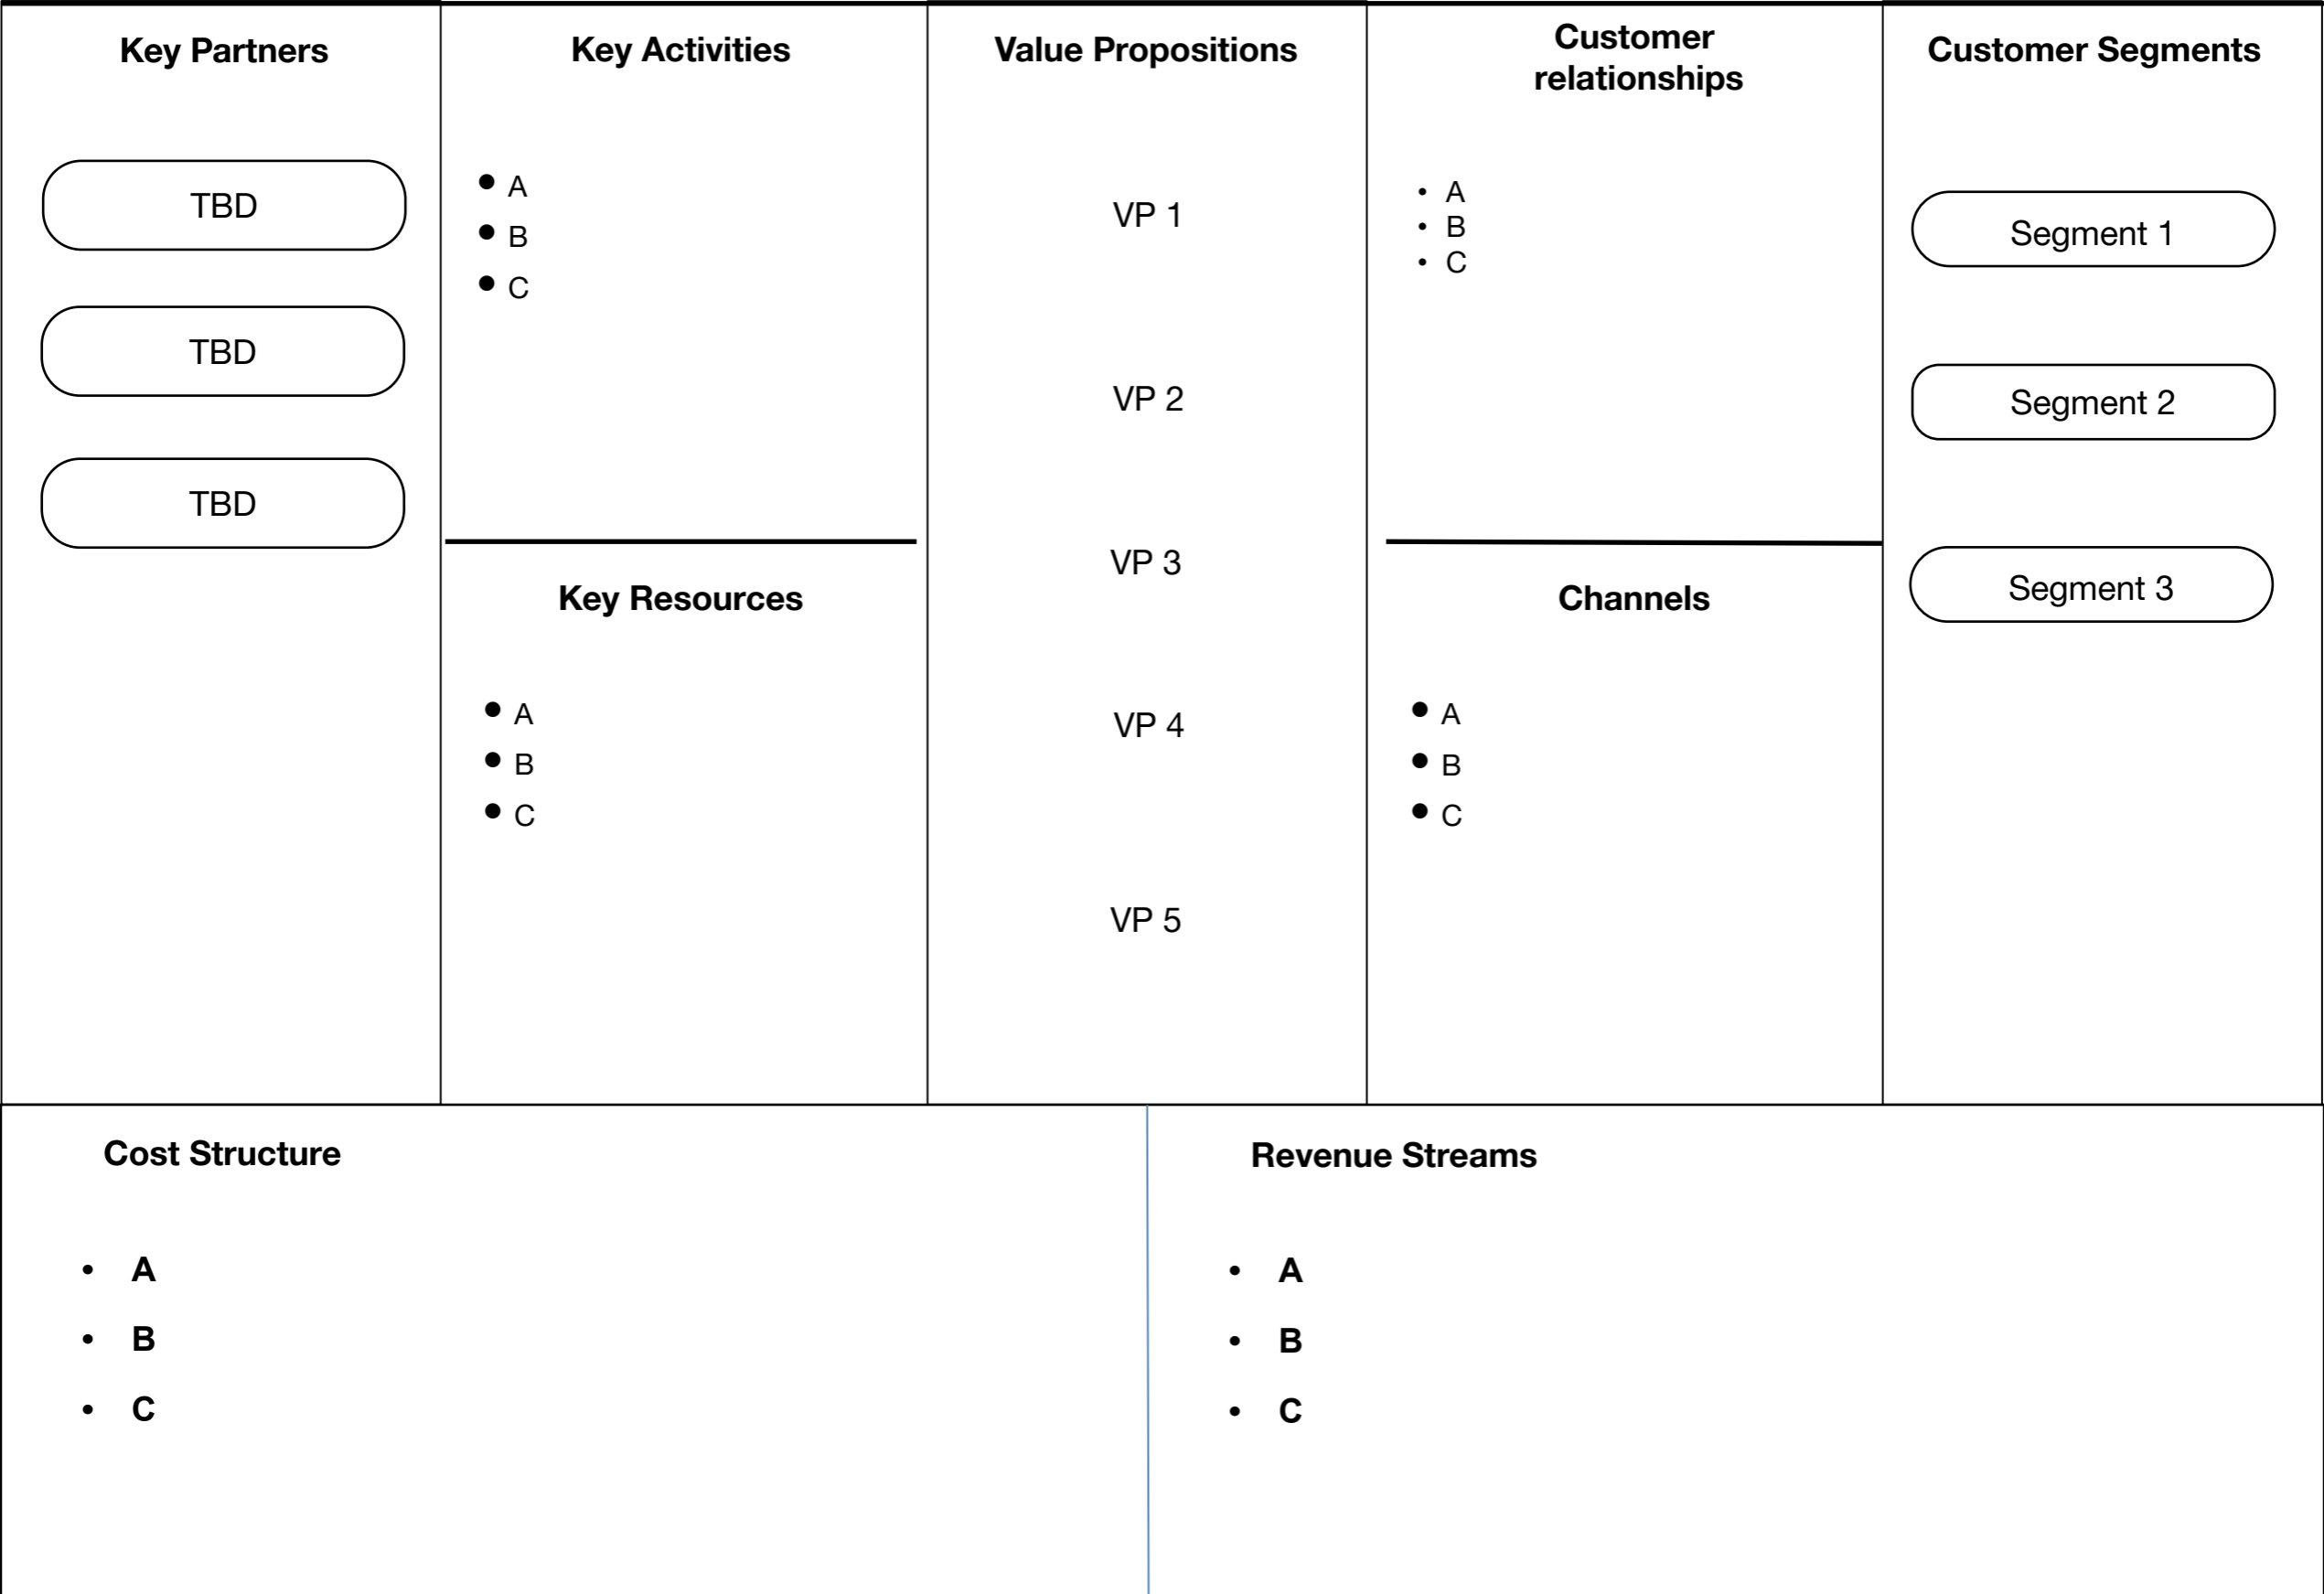 Key Partners
TBD
TBD
TBD
Key Activities
• A
• B
• C
Key Resources
• A
• B
• C
Value Propositions
VP 1
VP 2
VP 3
VP 4
VP 5
Customer
relationships
• A
• B
• C
Channels
• A
• B
• C
Customer Segments
Segment 1
Segment 2
Segment 3
Cost Structure
• A
• B
• C
Revenue Streams
• A
• B
• C